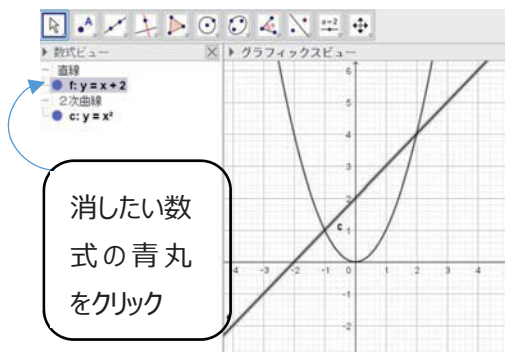 a=2
数式ビュー
グラフィックスビュー
直線
f: y = x + 2
2次曲線
c: y = x²
消したい数
式の青丸
をクリック
6
5
4
3
2
1
c
-4 -3 -2 -1 0 1 2 3 4
-1
-2